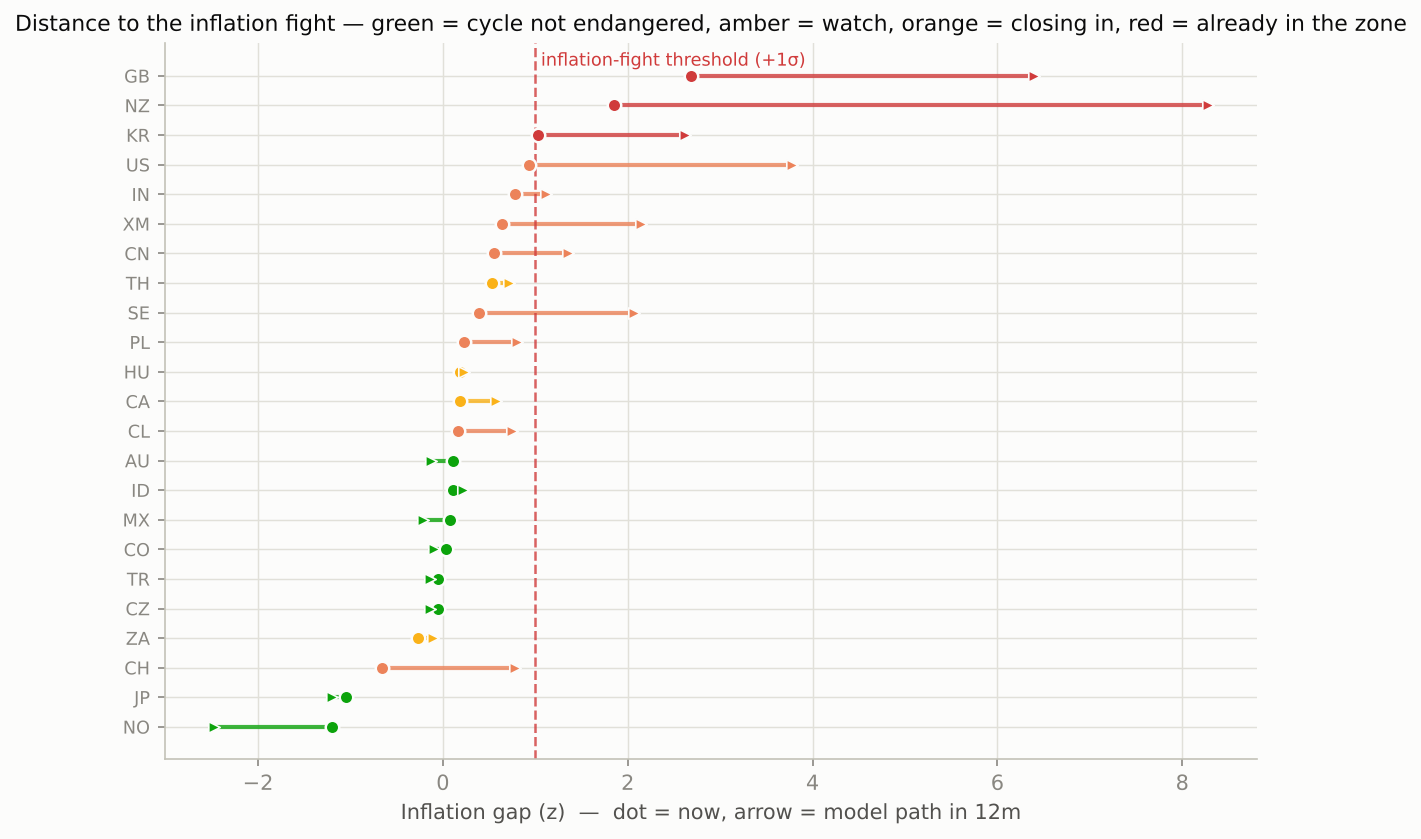 Distance to the inflation fight — green = cycle not endangered, amber = watch, orange = closing in, red = already in the zone
inflation-fight threshold (+1σ)
GB
NZ
KR
US
IN
XM
CN
TH
SE
PL
HU
CA
CL
AU
ID
MX
CO
TR
CZ
ZA
CH
JP
NO
−2 0 2 4 6 8
Inflation gap (z) — dot = now, arrow = model path in 12m